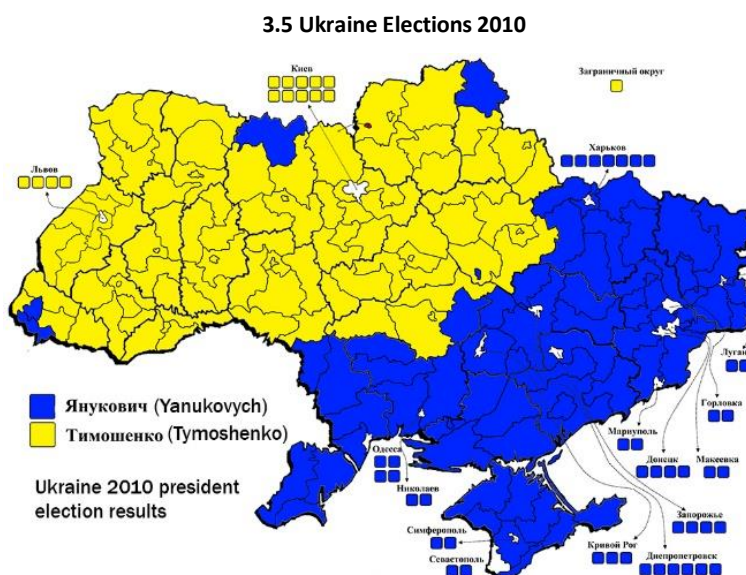 3.5 Ukraine Elections 2010
Киев
Заграничный округ
Харьков
Львов
Горловка
Мариуполь
Донецк
Макеевка
Янукович (Yanukovych)
Тимошенко (Tymoshenko)
Одесса
Николаев
Запорожье
Ukraine 2010 president
election results
Симферополь
Кривой Рог
Севастополь
Днепропетровск